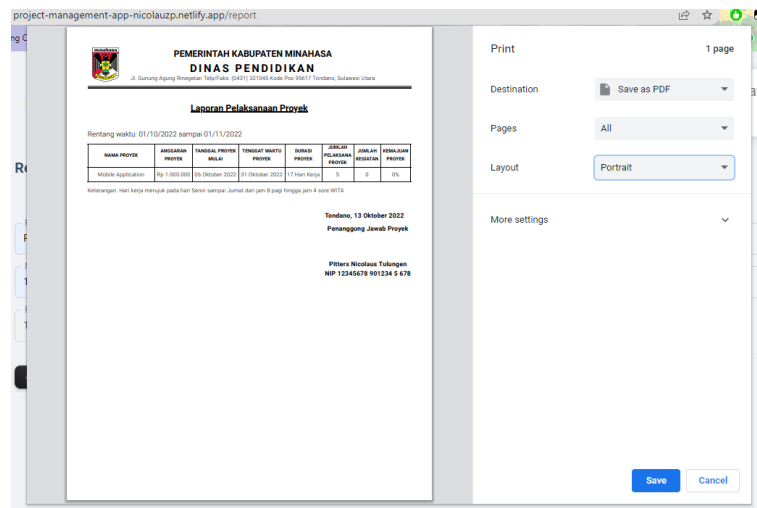 project-management-app-nicolauzp.netlify.app/report
ng C
minahasa
PEMERINTAH KABUPATEN MINAHASA
DINAS PENDIDIKAN
Jl. Gunung Agung Rinegetan Telp/Faks. (0431) 321045 Kode Pos 95617 Tondano, Sulawesi Utara
Laporan Pelaksanaan Proyek
Rentang waktu: 01/10/2022 sampai 01/11/2022
NAMA PROYEK ANGGARAN PROYEK TANGGAL PROYEK MULAI TENGGAT WAKTU PROYEK DURASI PROYEK JUMLAH PELAKSANA PROYEK JUMLAH KEGIATAN KEMAJUAN PROYEK
Mobile Application Rp 1.000.000 06 Oktober 2022 31 Oktober 2022 17 Hari Kerja 5 0 0%
Keterangan: Hari kerja merujuk pada hari Senin sampai Jumat dari jam 8 pagi hingga jam 4 sore WITA
Tondano, 13 Oktober 2022
Penanggung Jawab Proyek
Pitters Nicolaus Tulungen
NIP 12345678 901234 5 678
Print 1 page
Destination Save as PDF
Pages All
Layout Portrait
More settings
Save Cancel